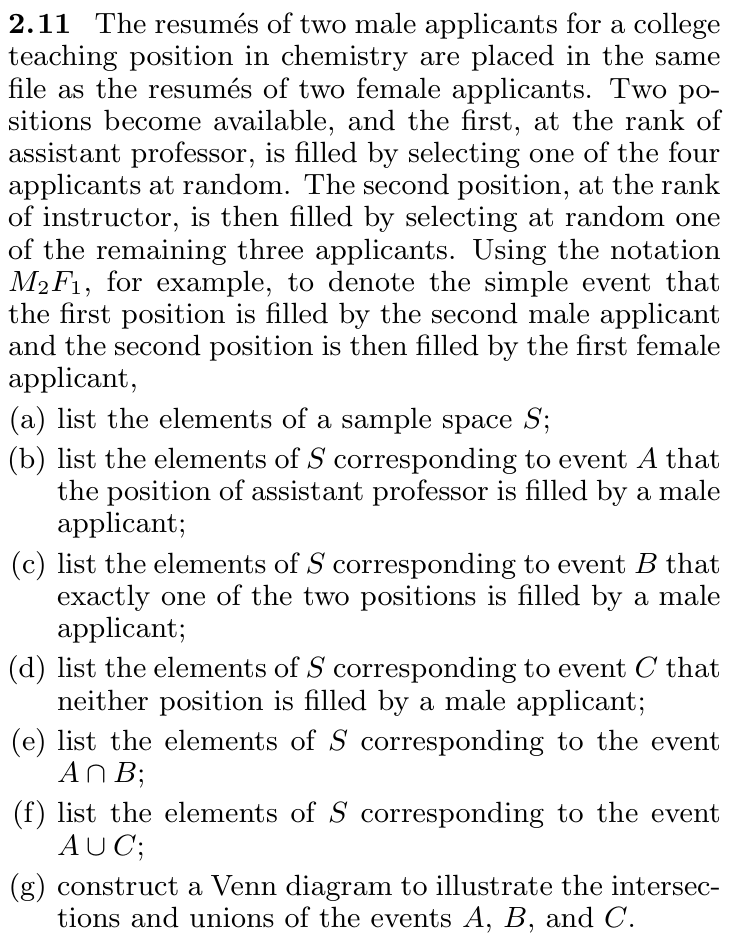 2.11 The resumés of two male applicants for a college
teaching position in chemistry are placed in the same
file as the resumés of two female applicants. Two po-
sitions become available, and the first, at the rank of
assistant professor, is filled by selecting one of the four
applicants at random. The second position, at the rank
of instructor, is then filled by selecting at random one
of the remaining three applicants. Using the notation
M₂F₁, for example, to denote the simple event that
the first position is filled by the second male applicant
and the second position is then filled by the first female
applicant,
(a) list the elements of a sample space S;
(b) list the elements of S corresponding to event A that
the position of assistant professor is filled by a male
applicant;
(c) list the elements of S corresponding to event B that
exactly one of the two positions is filled by a male
applicant;
(d) list the elements of S corresponding to event C that
neither position is filled by a male applicant;
(e) list the elements of S corresponding to the event
A ∩ B;
(f) list the elements of S corresponding to the event
A ∪ C;
(g) construct a Venn diagram to illustrate the intersec-
tions and unions of the events A, B, and C.